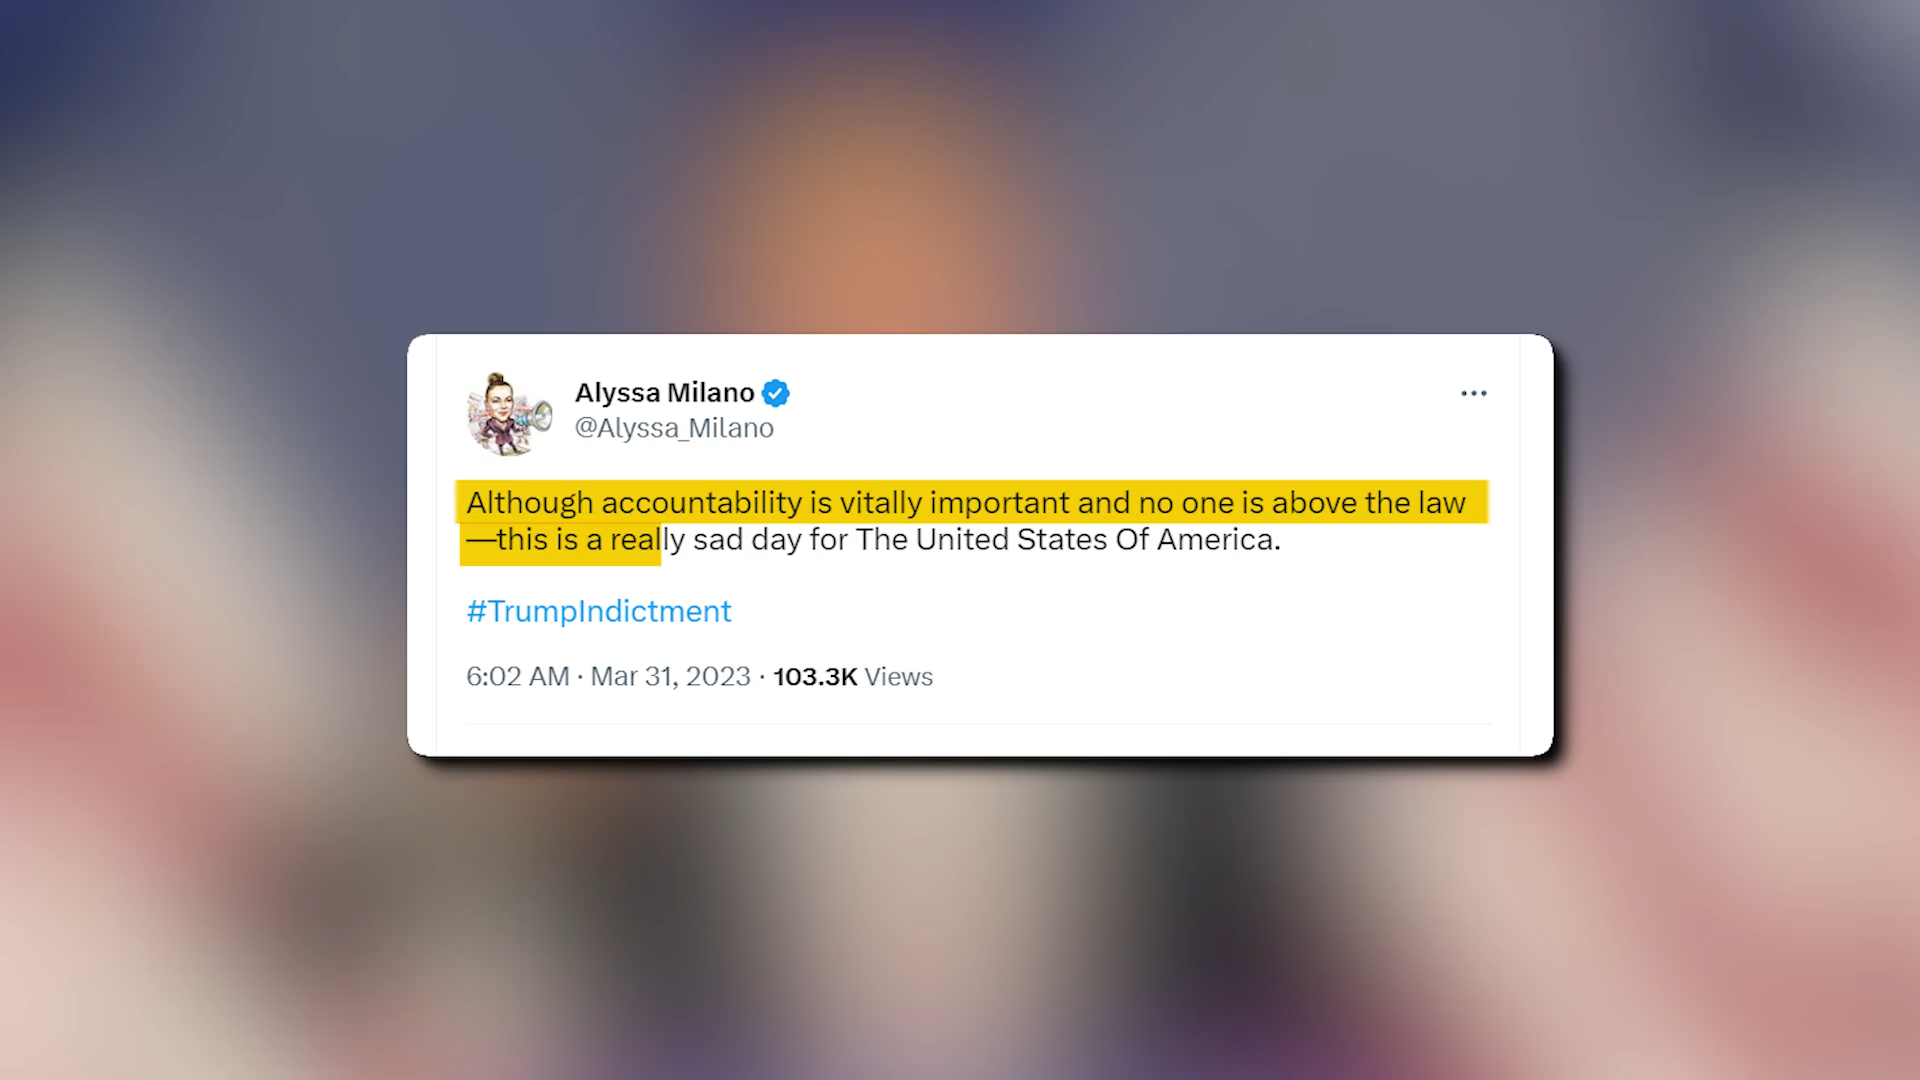 Alyssa Milano
@Alyssa_Milano
Although accountability is vitally important and no one is above the law
—this is a really sad day for The United States Of America.
#TrumpIndictment
6:02 AM · Mar 31, 2023 · 103.3K Views